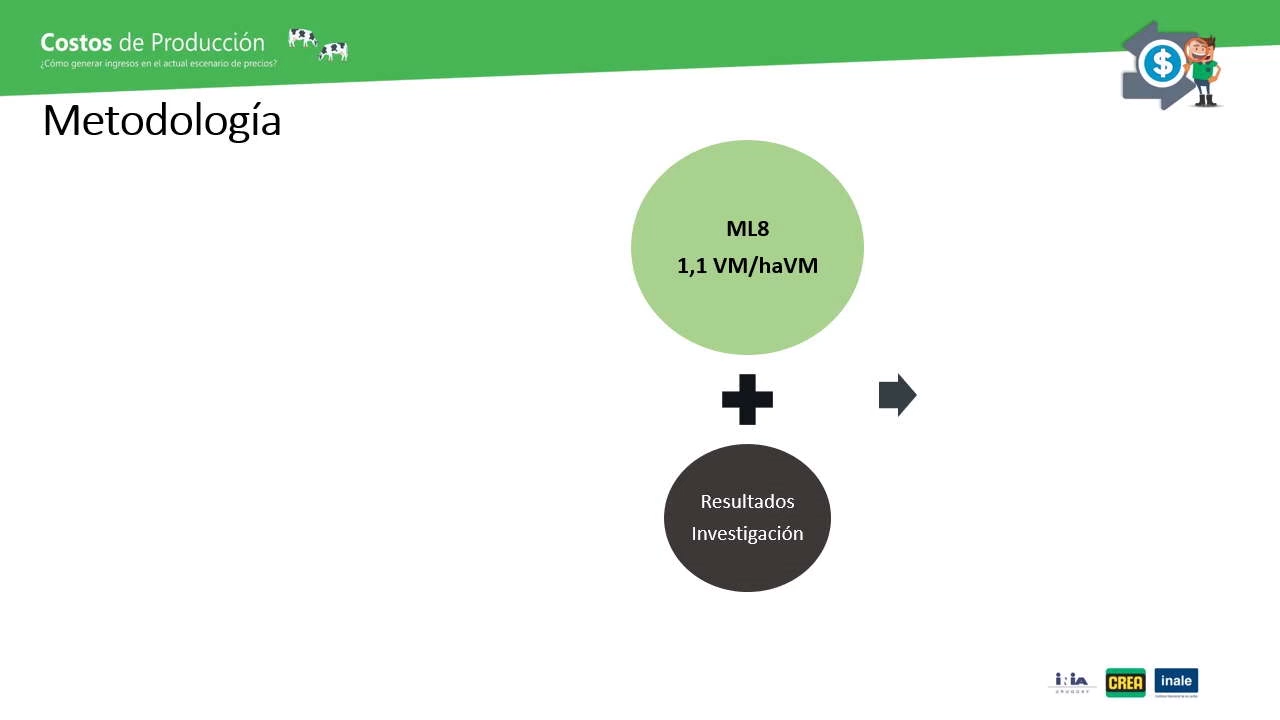 Costos de Producción
¿Cómo generar ingresos en el actual escenario de precios?
$
Metodología
ML8
1,1 VM/haVM
Resultados
Investigación
inia
URUGUAY
CREA
inale